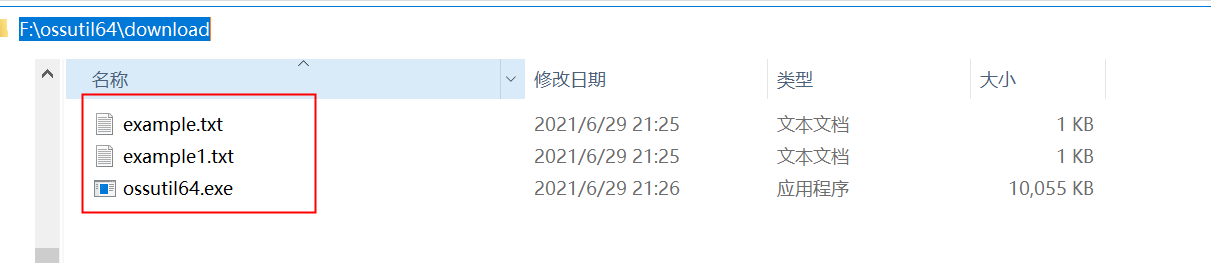 F:\ossutil64\download
名称 修改日期 类型 大小
example.txt 2021/6/29 21:25 文本文档 1 KB
example1.txt 2021/6/29 21:25 文本文档 1 KB
ossutil64.exe 2021/6/29 21:26 应用程序 10,055 KB